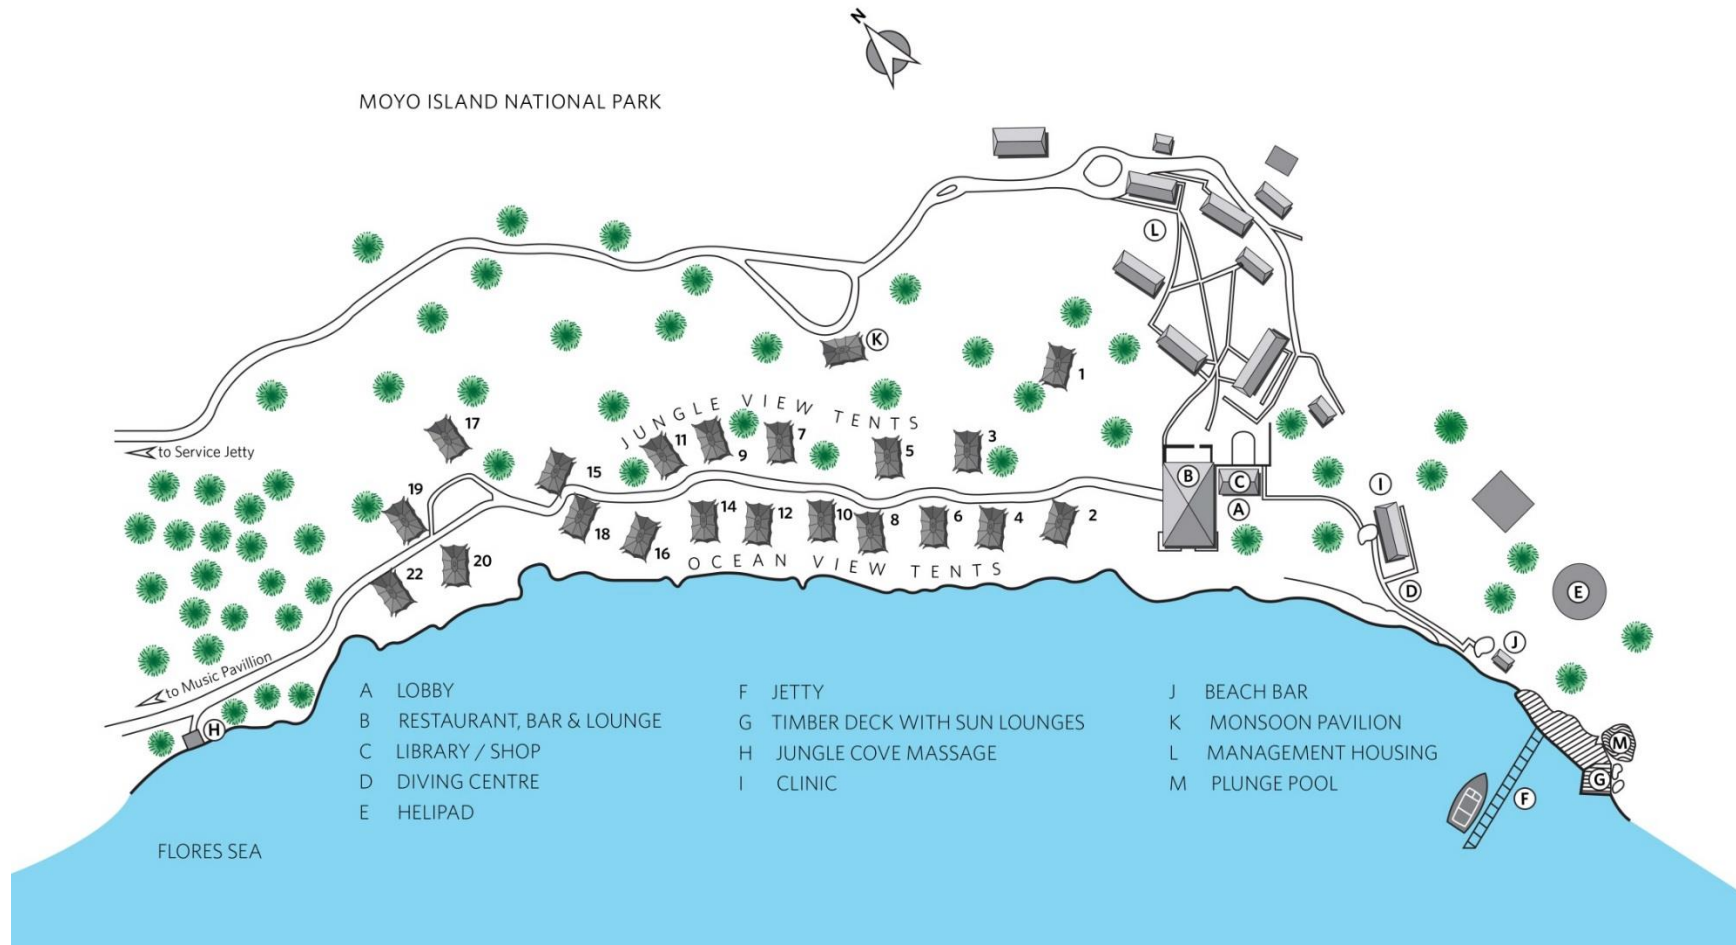 N
MOYO ISLAND NATIONAL PARK
L
K
1
JUNGLE VIEW TENTS
17
11
9
7
5
3
to Service Jetty
15
19
B
C
I
A
14
12
10
8
6
4
2
18
16
OCEAN VIEW TENTS
20
22
D
E
J
to Music Pavillion
H
M
G
F
A LOBBY
B RESTAURANT, BAR & LOUNGE
C LIBRARY / SHOP
D DIVING CENTRE
E HELIPAD
F JETTY
G TIMBER DECK WITH SUN LOUNGES
H JUNGLE COVE MASSAGE
I CLINIC
J BEACH BAR
K MONSOON PAVILION
L MANAGEMENT HOUSING
M PLUNGE POOL
FLORES SEA